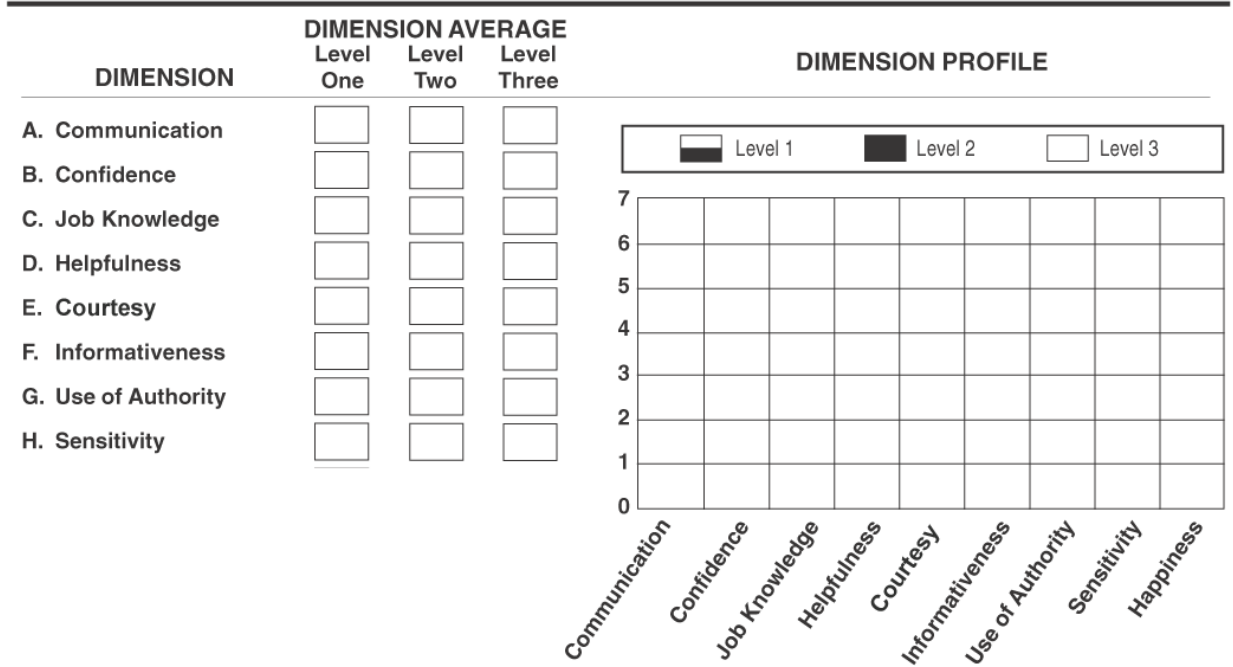 DIMENSION AVERAGE
DIMENSION
Level One
Level Two
Level Three
DIMENSION PROFILE
A. Communication
B. Confidence
C. Job Knowledge
D. Helpfulness
E. Courtesy
F. Informativeness
G. Use of Authority
H. Sensitivity
Level 1
Level 2
Level 3
7
6
5
4
3
2
1
0
Communication
Confidence
Job Knowledge
Helpfulness
Courtesy
Informativeness
Use of Authority
Sensitivity
Happiness